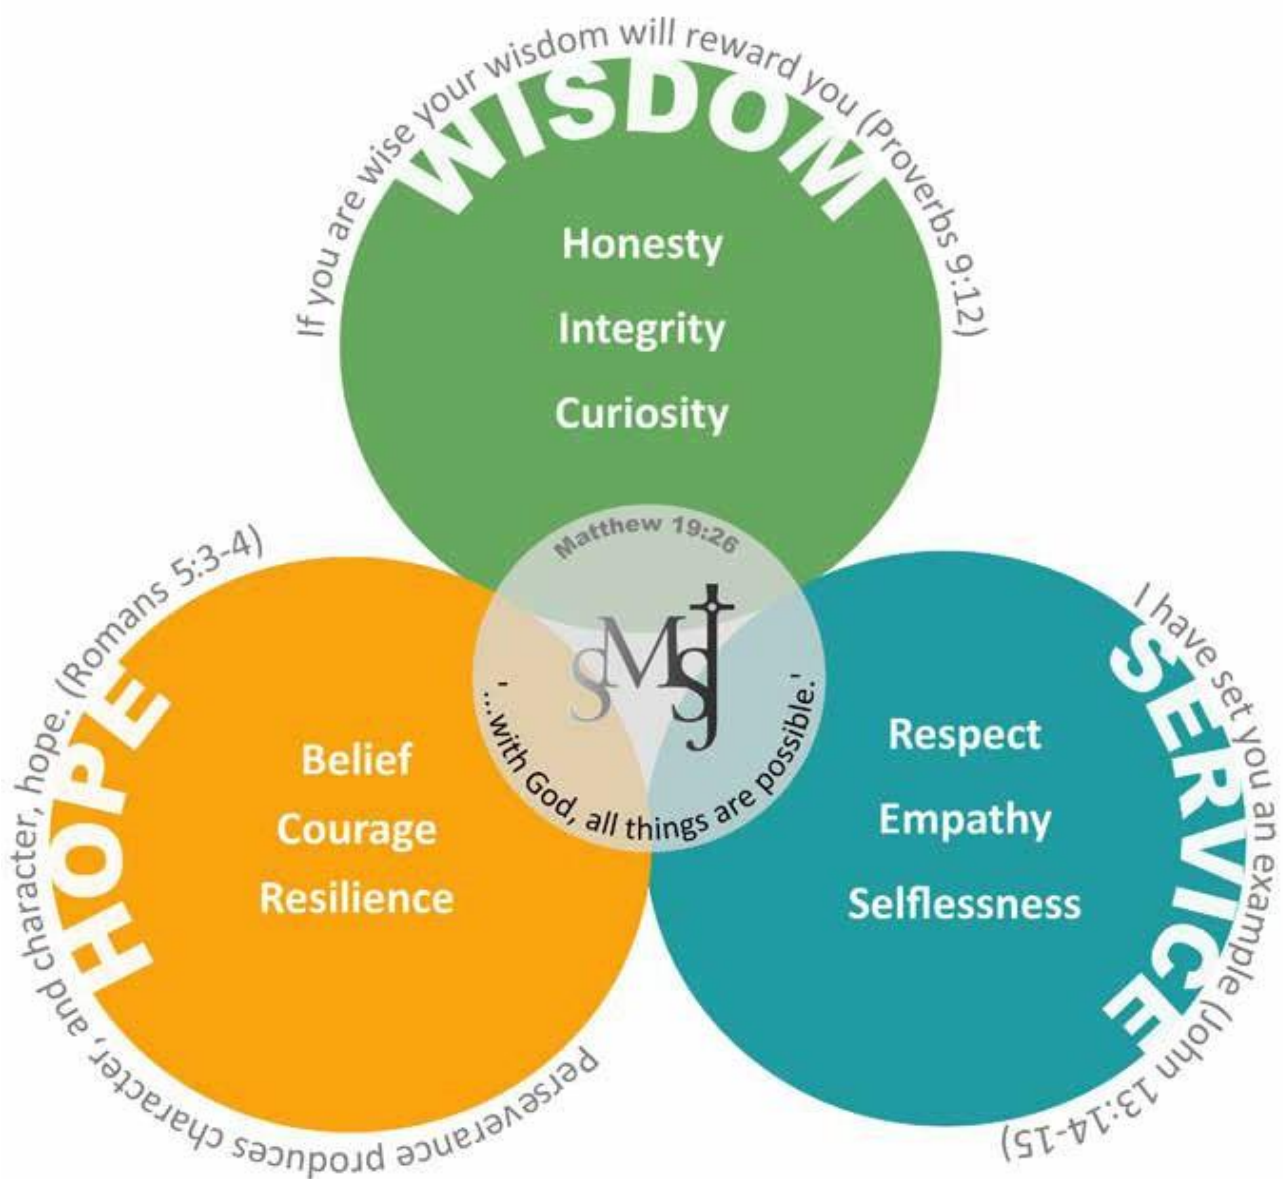 If you are wise your wisdom will reward you (Proverbs 9:12)
WISDOM
Honesty
Integrity
Curiosity
Matthew 19:26
SMSJ
'...with God, all things are possible.'
Perseverance produces character, and character, hope. (Romans 5:3-4)
HOPE
Belief
Courage
Resilience
I have set you an example (John 13:14-15)
SERVICE
Respect
Empathy
Selflessness